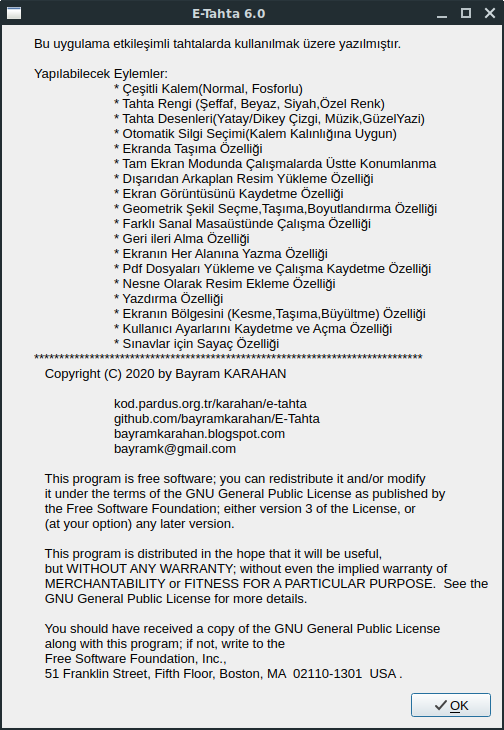 E-Tahta 6.0
Bu uygulama etkileşimli tahtalarda kullanılmak üzere yazılmıştır.
Yapılabilecek Eylemler:
* Çeşitli Kalem(Normal, Fosforlu)
* Tahta Rengi (Şeffaf, Beyaz, Siyah,Özel Renk)
* Tahta Desenleri(Yatay/Dikey Çizgi, Müzik,GüzelYazi)
* Otomatik Silgi Seçimi(Kalem Kalınlığına Uygun)
* Ekranda Taşıma Özelliği
* Tam Ekran Modunda Çalışmalarda Üstte Konumlanma
* Dışarıdan Arkaplan Resim Yükleme Özelliği
* Ekran Görüntüsünü Kaydetme Özelliği
* Geometrik Şekil Seçme,Taşıma,Boyutlandırma Özelliği
* Farklı Sanal Masaüstünde Çalışma Özelliği
* Geri ileri Alma Özelliği
* Ekranın Her Alanına Yazma Özelliği
* Pdf Dosyaları Yükleme ve Çalışma Kaydetme Özelliği
* Nesne Olarak Resim Ekleme Özelliği
* Yazdırma Özelliği
* Ekranın Bölgesini (Kesme,Taşıma,Büyültme) Özelliği
* Kullanıcı Ayarlarını Kaydetme ve Açma Özelliği
* Sınavlar için Sayaç Özelliği
******************************************************************************
Copyright (C) 2020 by Bayram KARAHAN
kod.pardus.org.tr/karahan/e-tahta
github.com/bayramkarahan/E-Tahta
bayramkarahan.blogspot.com
bayramk@gmail.com
This program is free software; you can redistribute it and/or modify
it under the terms of the GNU General Public License as published by
the Free Software Foundation; either version 3 of the License, or
(at your option) any later version.
This program is distributed in the hope that it will be useful,
but WITHOUT ANY WARRANTY; without even the implied warranty of
MERCHANTABILITY or FITNESS FOR A PARTICULAR PURPOSE.  See the
GNU General Public License for more details.
You should have received a copy of the GNU General Public License
along with this program; if not, write to the
Free Software Foundation, Inc.,
51 Franklin Street, Fifth Floor, Boston, MA  02110-1301  USA .
OK